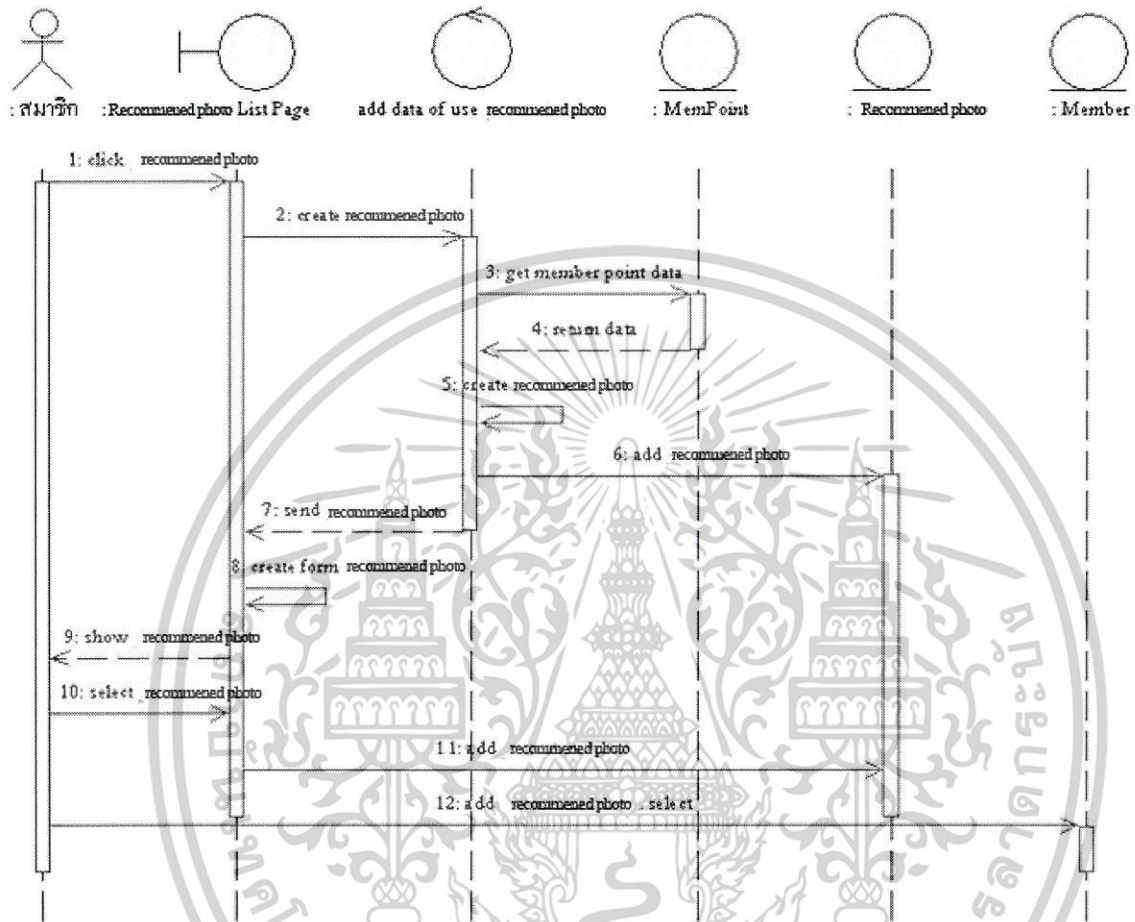 : สมาชิก
:Recommened photo List Page
add data of use recommened photo
: MemPoint
: Recommened photo
: Member
1: click recommened photo
2: create recommened photo
3: get member point data
4: return data
5: create recommened photo
6: add recommened photo
7: send recommened photo
8: create form recommened photo
9: show recommened photo
10: select recommened photo
11: add recommened photo
12: add recommened photo select